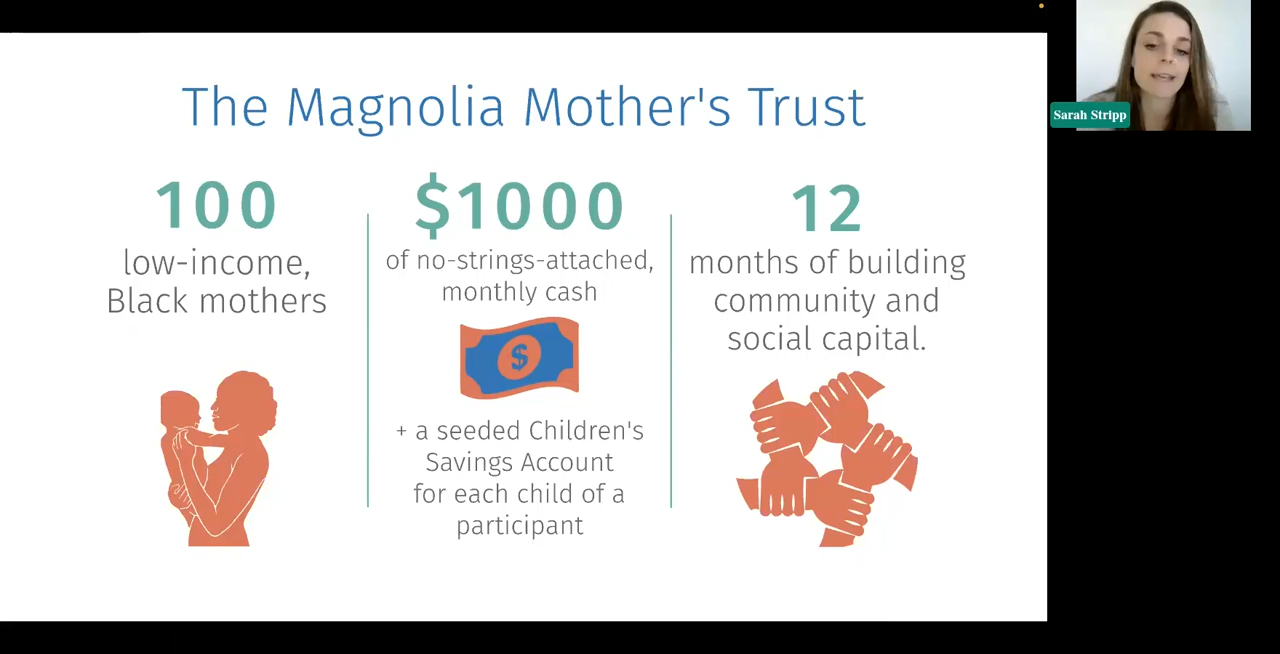 The Magnolia Mother's Trust
100
low-income,
Black mothers
$1000
of no-strings-attached,
monthly cash
$
+ a seeded Children's
Savings Account
for each child of a
participant
12
months of building
community and
social capital.
Sarah Stripp